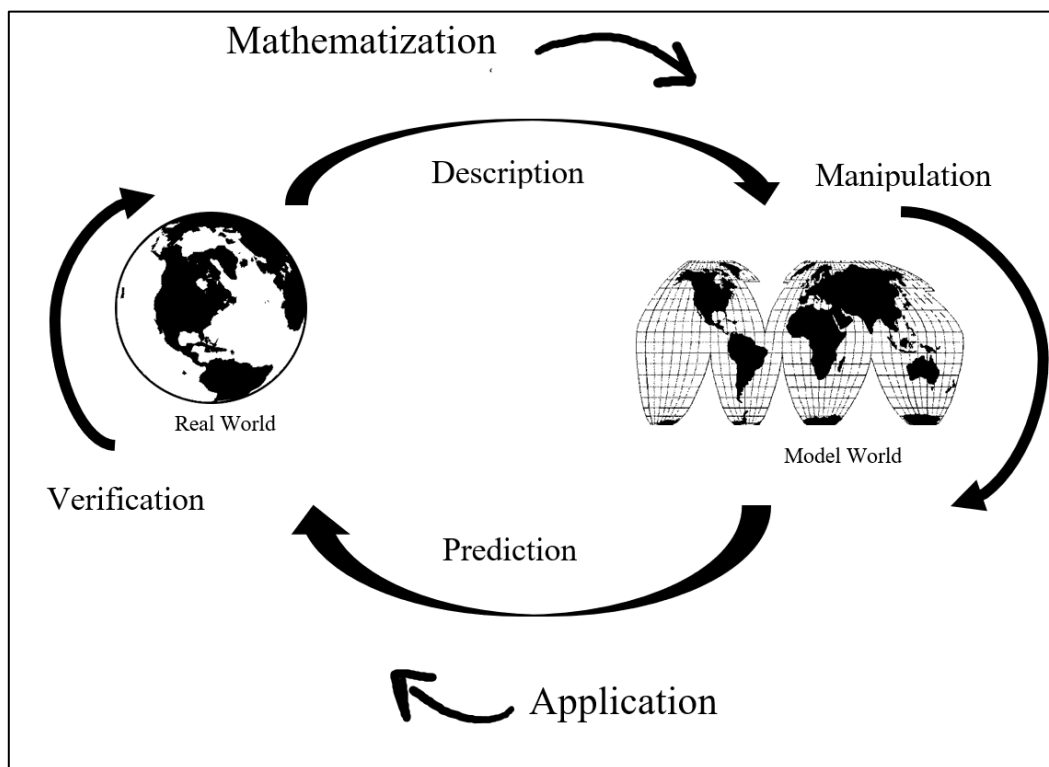 Mathematization
Description
Manipulation
Real World
Model World
Verification
Prediction
Application